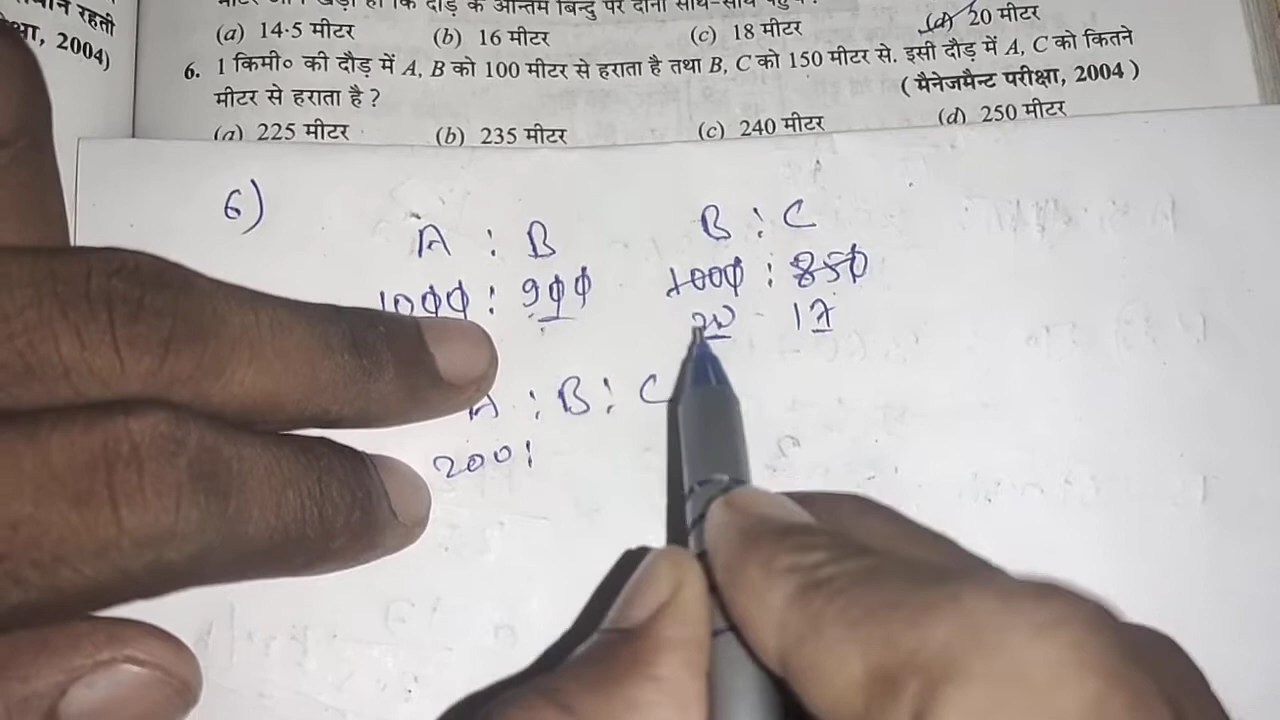 रहती
2004)
(a) 14·5 मीटर (b) 16 मीटर (c) 18 मीटर (d) 20 मीटर
6. 1 किमी० की दौड़ में A, B को 100 मीटर से हराता है तथा B, C को 150 मीटर से. इसी दौड़ में A, C को कितने
मीटर से हराता है ? (मैनेजमैन्ट परीक्षा, 2004)
(a) 225 मीटर (b) 235 मीटर (c) 240 मीटर (d) 250 मीटर
6)
A : B B : C
1000 : 900 1000 : 850
20 17
A : B : C
200 :